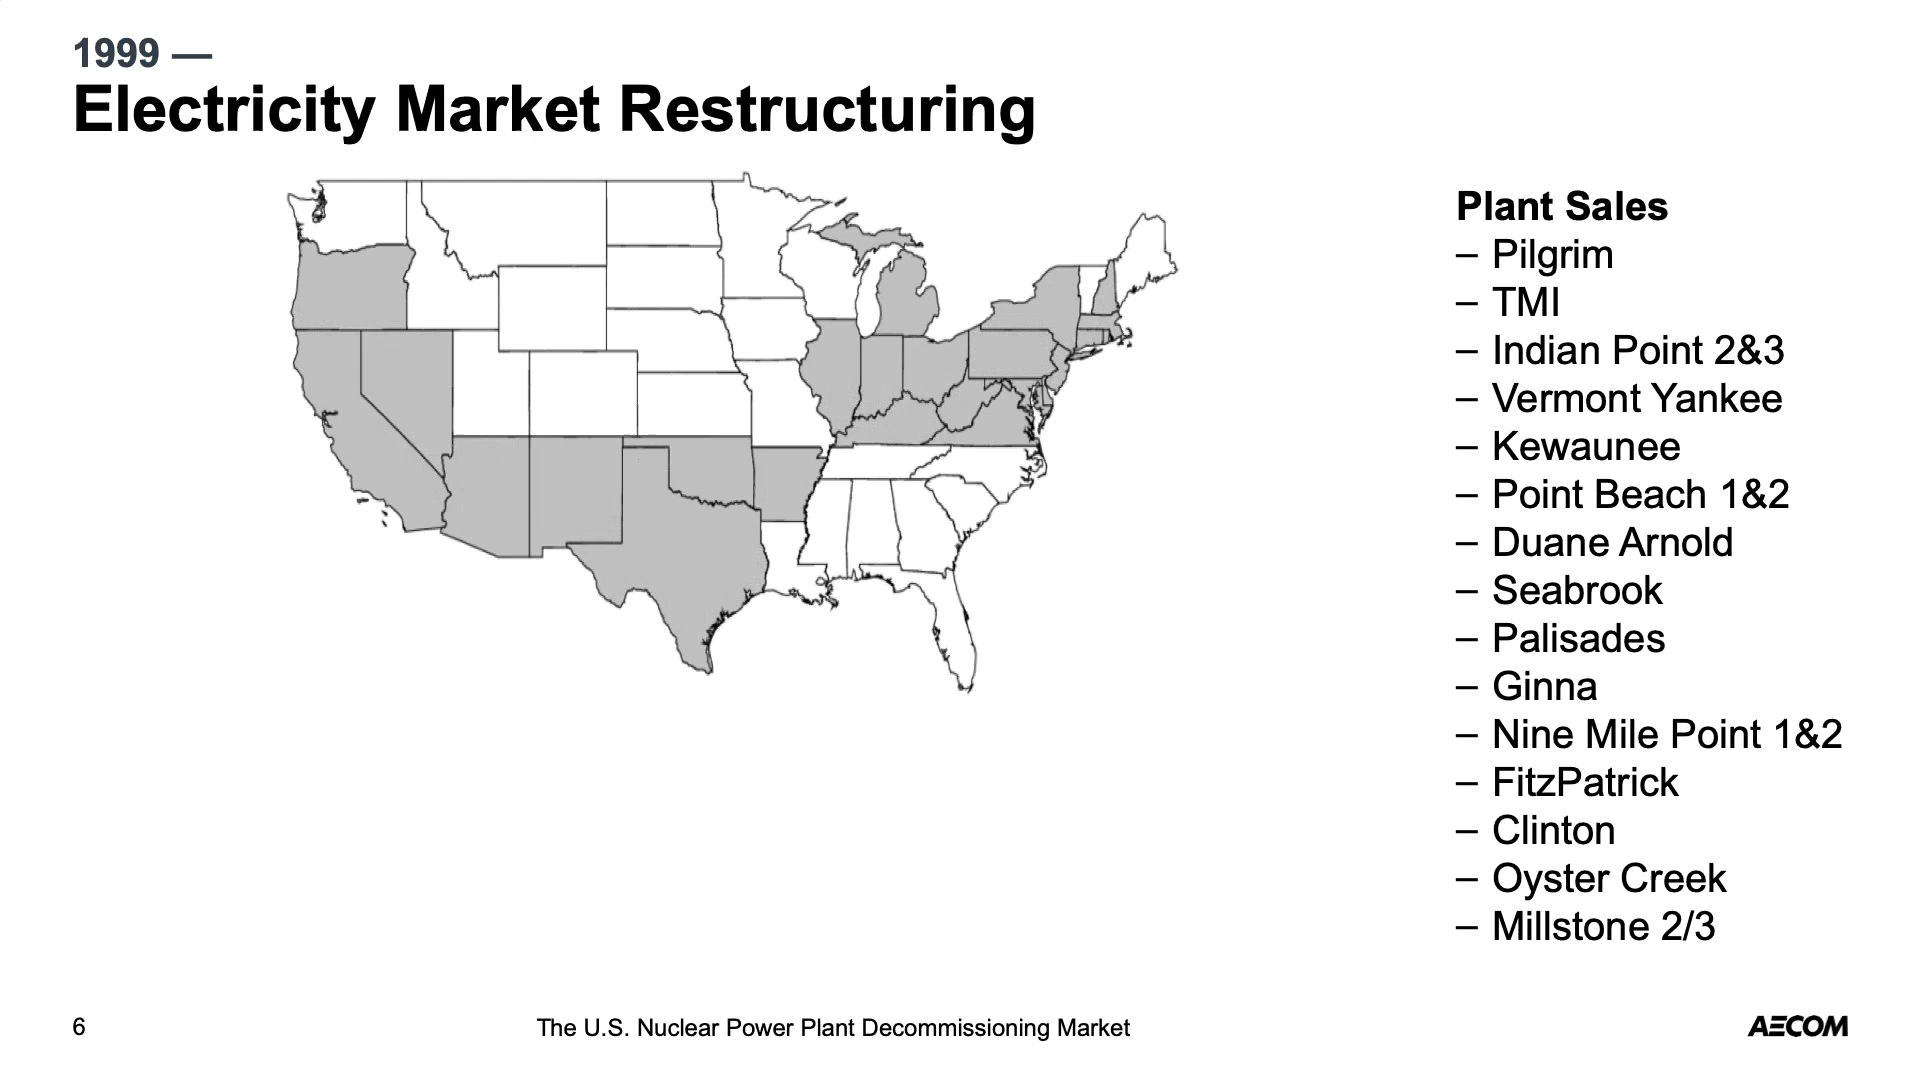 1999 —
Electricity Market Restructuring
Plant Sales
– Pilgrim
– TMI
– Indian Point 2&3
– Vermont Yankee
– Kewaunee
– Point Beach 1&2
– Duane Arnold
– Seabrook
– Palisades
– Ginna
– Nine Mile Point 1&2
– FitzPatrick
– Clinton
– Oyster Creek
– Millstone 2/3
6
The U.S. Nuclear Power Plant Decommissioning Market
AECOM